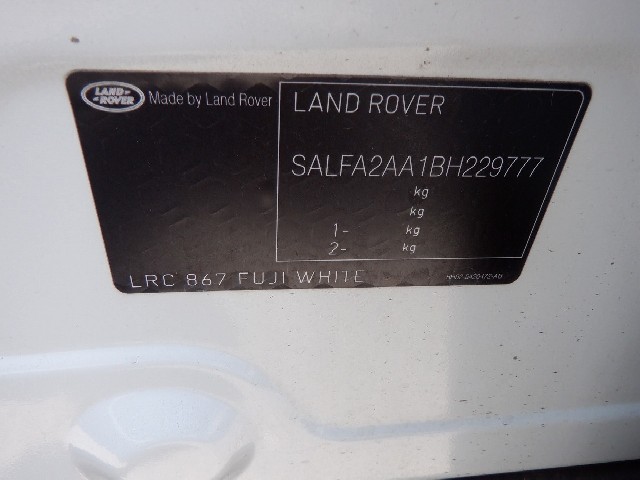 LAND ROVER Made by Land Rover
LAND ROVER
SALFA2AA1BH229777
kg
kg
1- kg
2- kg
LRC 867 FUJI WHITE